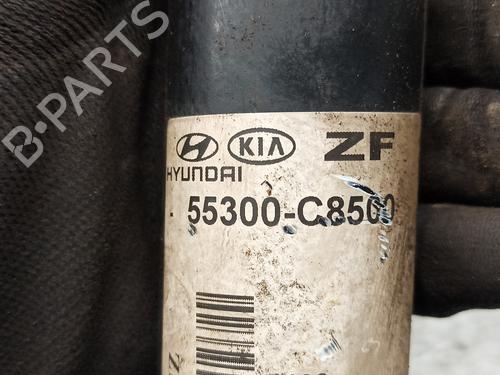 B-PARTS
KIA ZF
HYUNDAI
55300-C8500